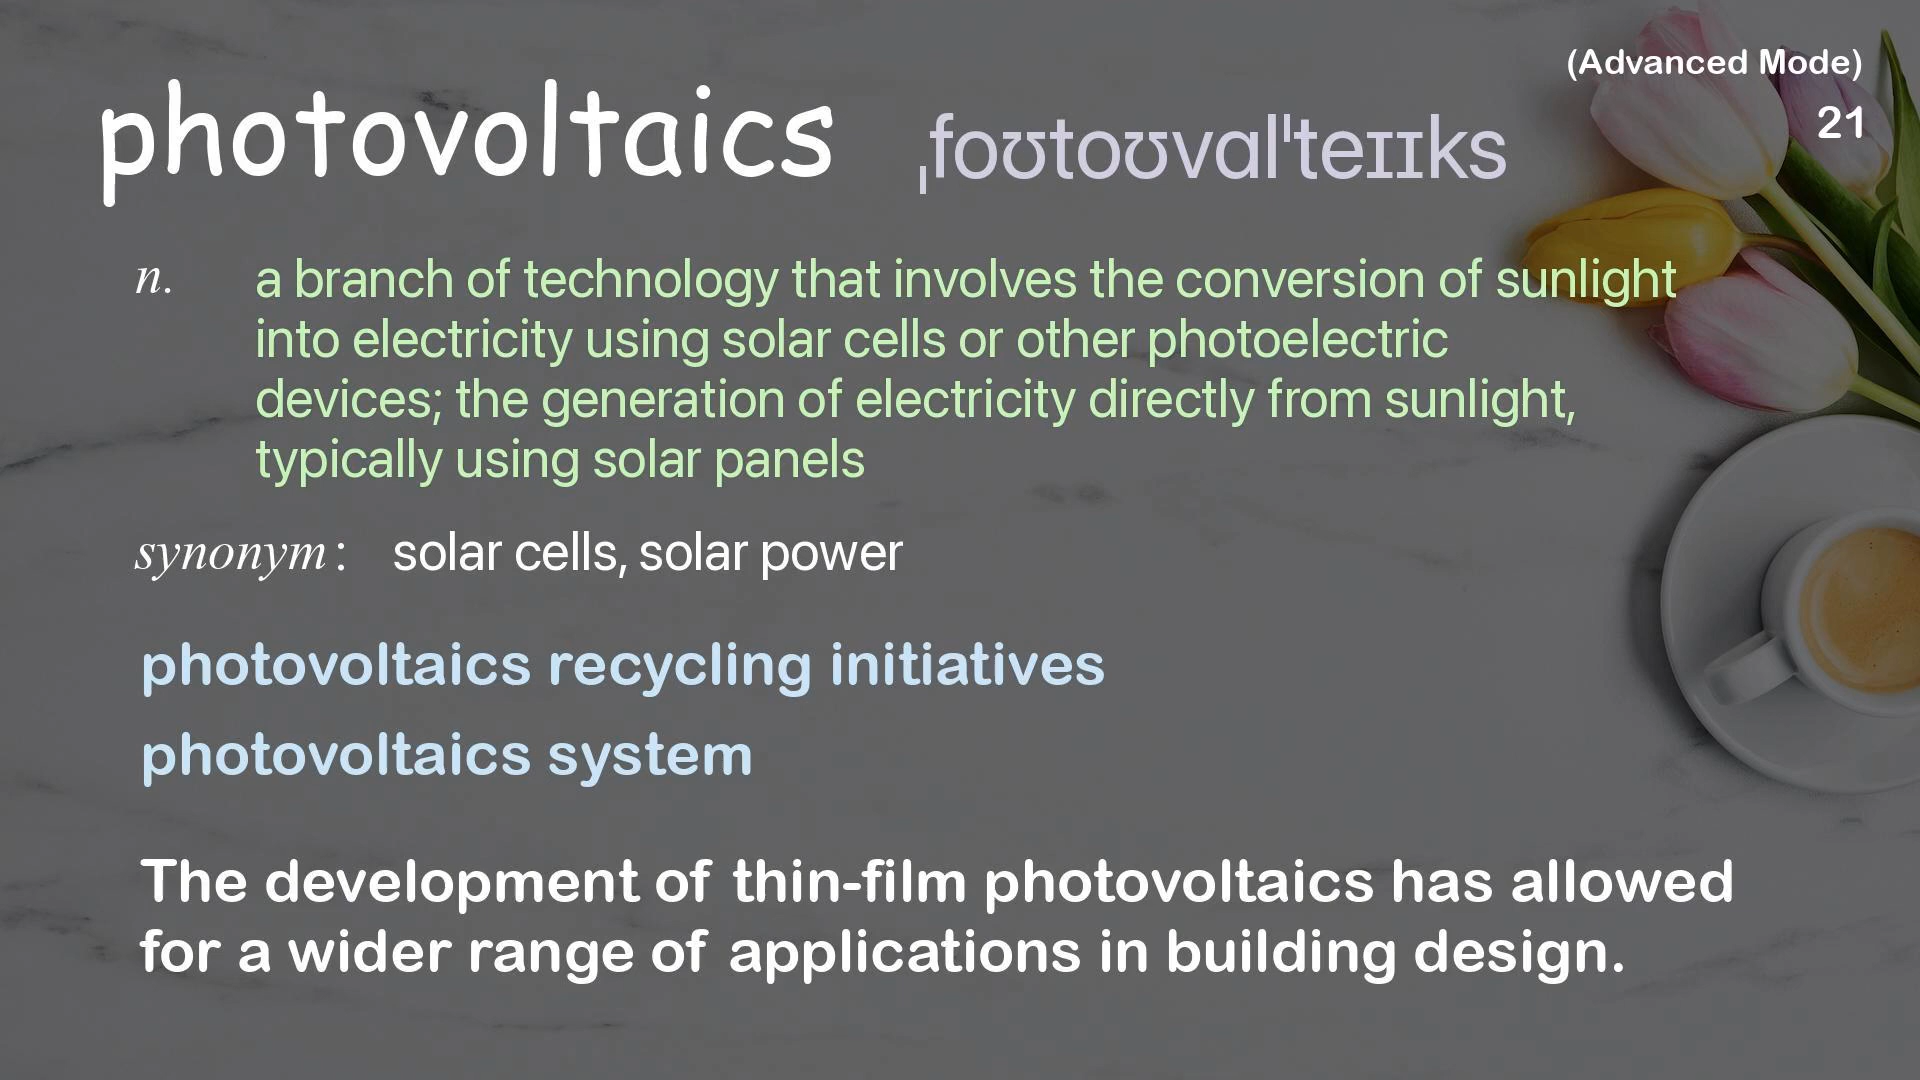 (Advanced Mode)
photovoltaics ˌfoʊtoʊvɑlˈteɪɪks
21
n. a branch of technology that involves the conversion of sunlight
into electricity using solar cells or other photoelectric
devices; the generation of electricity directly from sunlight,
typically using solar panels
synonym: solar cells, solar power
photovoltaics recycling initiatives
photovoltaics system
The development of thin-film photovoltaics has allowed
for a wider range of applications in building design.